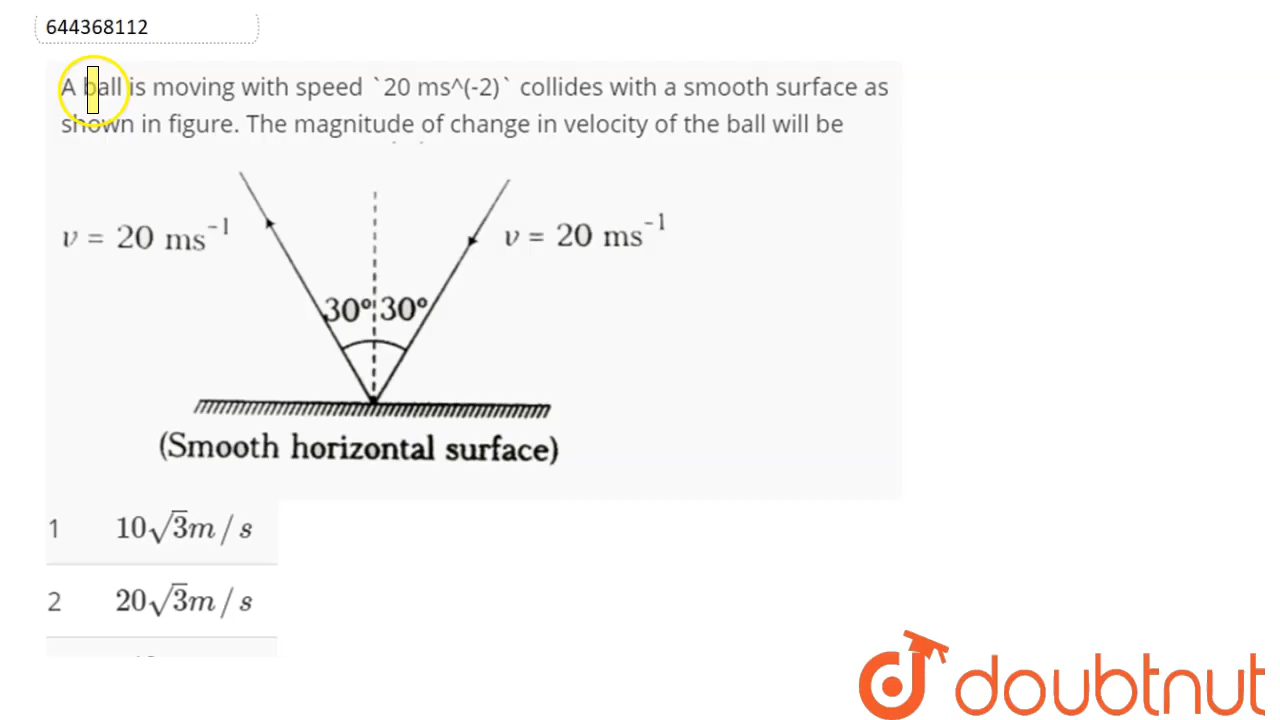 644368112
A ball is moving with speed `20 ms^(-2)` collides with a smooth surface as
shown in figure. The magnitude of change in velocity of the ball will be
v = 20 ms⁻¹
v = 20 ms⁻¹
30° 30°
(Smooth horizontal surface)
1 10√3m/s
2 20√3m/s
doubtnut